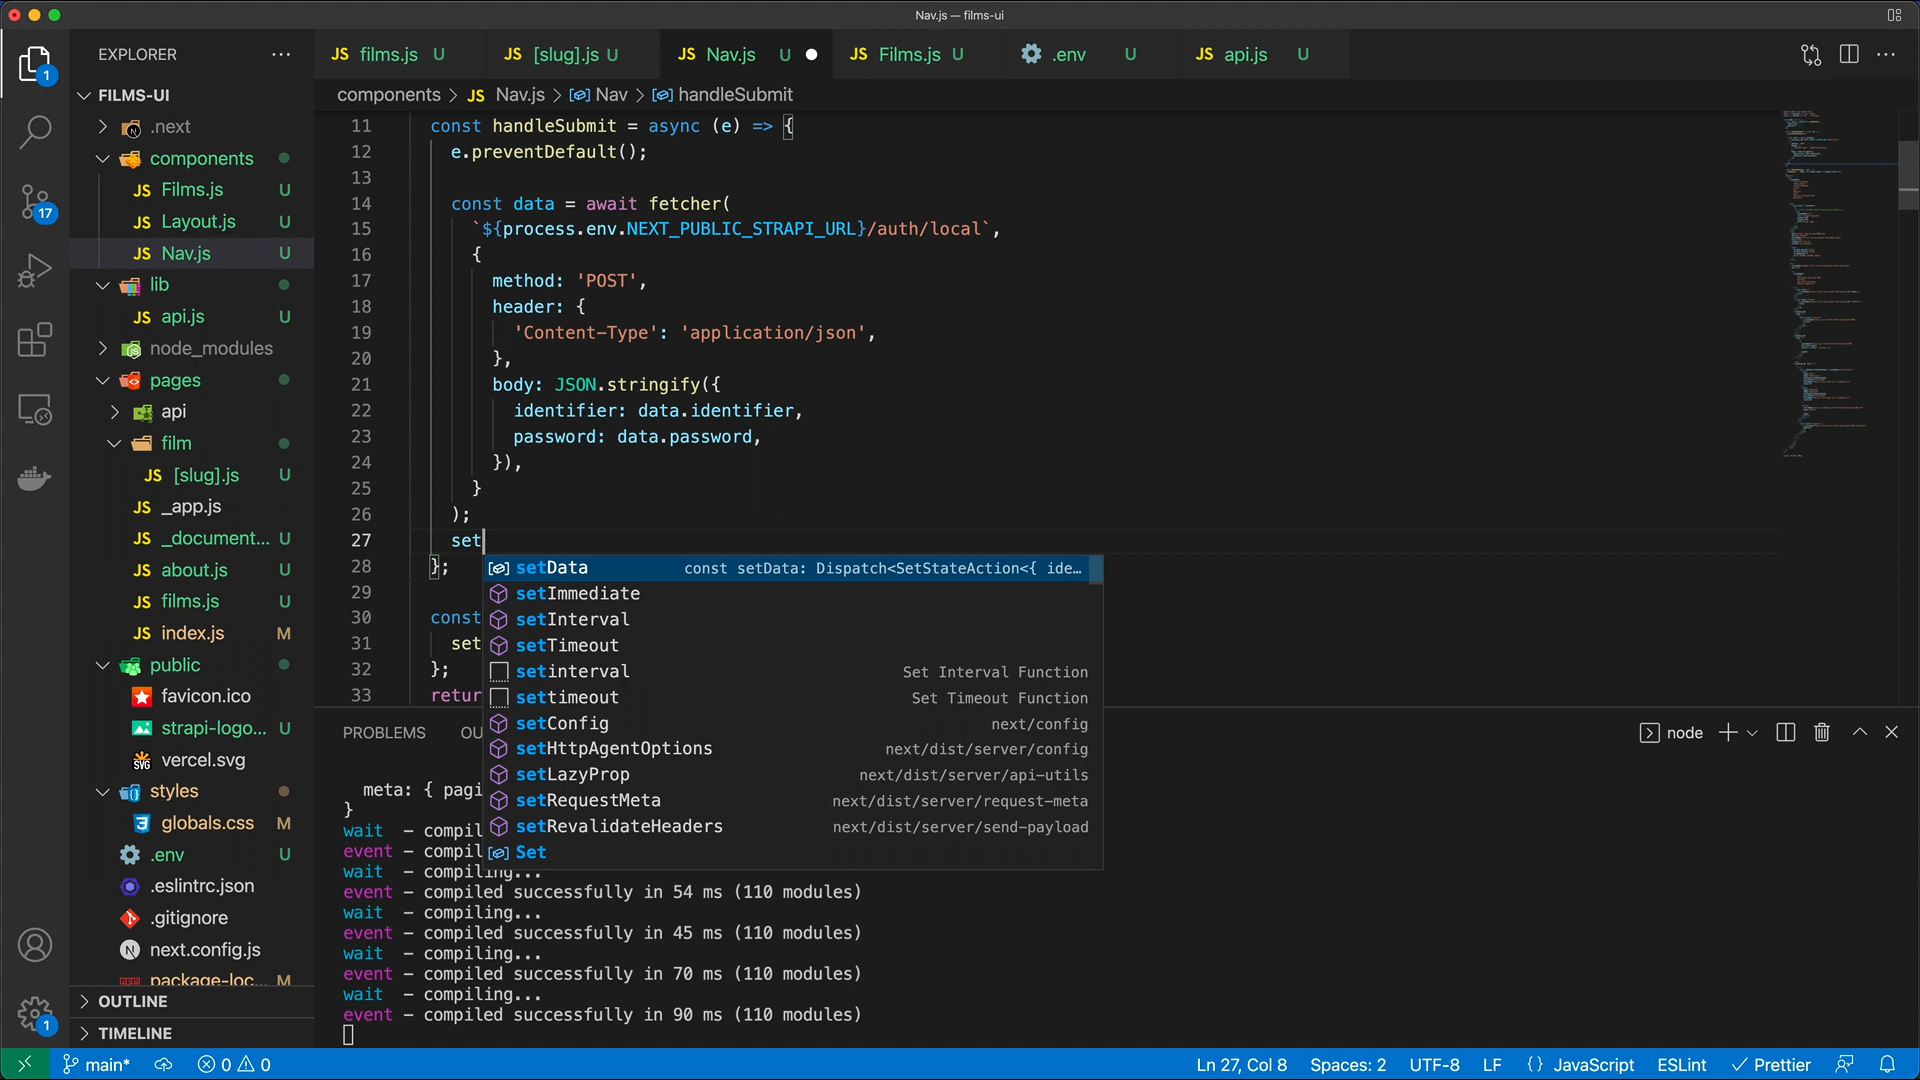 Nav.js — films-ui
EXPLORER
JS films.js U
JS [slug].js U
JS Nav.js U
JS Films.js U
.env U
JS api.js U
components > JS Nav.js > Nav > handleSubmit
1
17
1
FILMS-UI
.next
components
JS Films.js U
JS Layout.js U
JS Nav.js U
lib
JS api.js U
node_modules
pages
api
film
JS [slug].js U
JS _app.js
JS _document... U
JS about.js U
JS films.js U
JS index.js M
public
favicon.ico
strapi-logo... U
SVG vercel.svg
styles
globals.css M
.env U
.eslintrc.json
.gitignore
N next.config.js
package-loc... M
OUTLINE
TIMELINE
11 const handleSubmit = async (e) => {
12 e.preventDefault();
13
14 const data = await fetcher(
15 `${process.env.NEXT_PUBLIC_STRAPI_URL}/auth/local`,
16 {
17 method: 'POST',
18 header: {
19 'Content-Type': 'application/json',
20 },
21 body: JSON.stringify({
22 identifier: data.identifier,
23 password: data.password,
24 }),
25 }
26 );
27 set
28 };
29
30 const
31 set
32 };
33 retur
setData const setData: Dispatch<SetStateAction<{ ide…
setImmediate
setInterval
setTimeout
setinterval Set Interval Function
settimeout Set Timeout Function
setConfig next/config
setHttpAgentOptions next/dist/server/config
setLazyProp next/dist/server/api-utils
setRequestMeta next/dist/server/request-meta
setRevalidateHeaders next/dist/server/send-payload
Set
PROBLEMS OU
node
meta: { pagi
}
wait – compil
event – compil
wait – compiling...
event – compiled successfully in 54 ms (110 modules)
wait – compiling...
event – compiled successfully in 45 ms (110 modules)
wait – compiling...
event – compiled successfully in 70 ms (110 modules)
wait – compiling...
event – compiled successfully in 90 ms (110 modules)
main* 0 0
Ln 27, Col 8 Spaces: 2 UTF-8 LF {} JavaScript ESLint Prettier